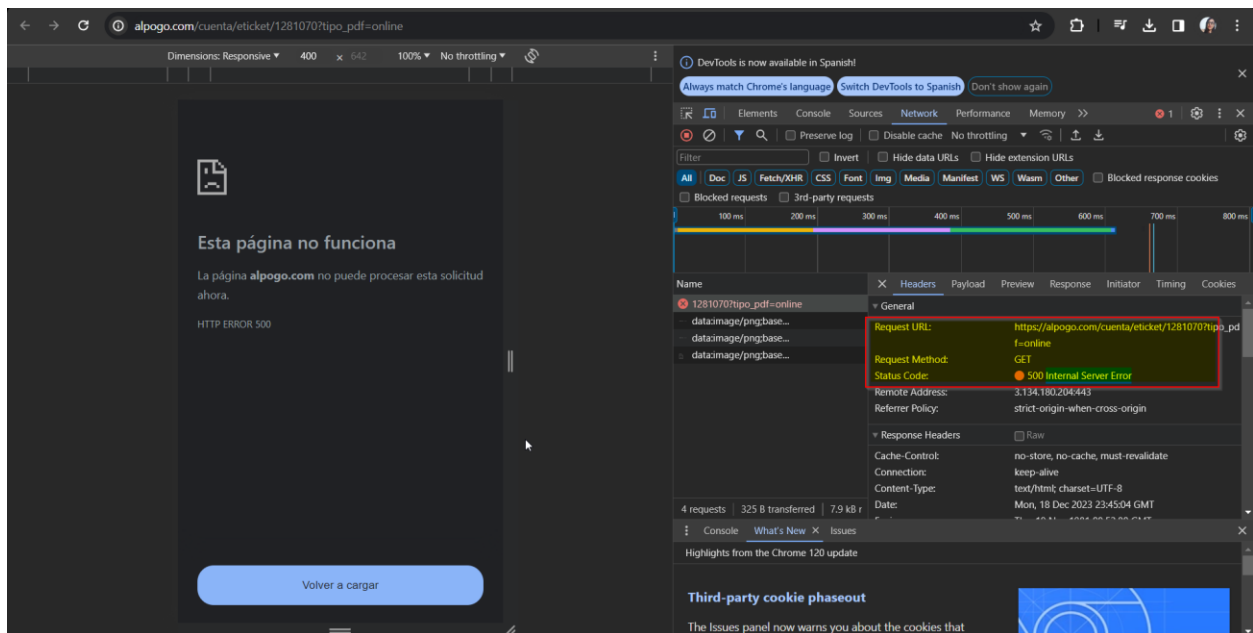 alpogo.com/cuenta/eticket/1281070?tipo_pdf=online
Dimensions: Responsive 400 x 642 100% No throttling
DevTools is now available in Spanish!
Always match Chrome's language Switch DevTools to Spanish Don't show again
Elements Console Sources Network Performance Memory 1
Preserve log Disable cache No throttling
Filter Invert Hide data URLs Hide extension URLs
All Doc JS Fetch/XHR CSS Font Img Media Manifest WS Wasm Other Blocked response cookies
Blocked requests 3rd-party requests
100 ms 200 ms 300 ms 400 ms 500 ms 600 ms 700 ms 800 ms
Esta página no funciona
La página alpogo.com no puede procesar esta solicitud
ahora.
HTTP ERROR 500
Volver a cargar
Name
1281070?tipo_pdf=online
data:image/png;base...
data:image/png;base...
data:image/png;base...
4 requests 325 B transferred 7.9 kB r
Headers Payload Preview Response Initiator Timing Cookies
General
Request URL: https://alpogo.com/cuenta/eticket/1281070?tipo_pd
f=online
Request Method: GET
Status Code: 500 Internal Server Error
Remote Address: 3.134.180.204:443
Referrer Policy: strict-origin-when-cross-origin
Response Headers Raw
Cache-Control: no-store, no-cache, must-revalidate
Connection: keep-alive
Content-Type: text/html; charset=UTF-8
Date: Mon, 18 Dec 2023 23:45:04 GMT
Console What's New Issues
Highlights from the Chrome 120 update
Third-party cookie phaseout
The Issues panel now warns you about the cookies that